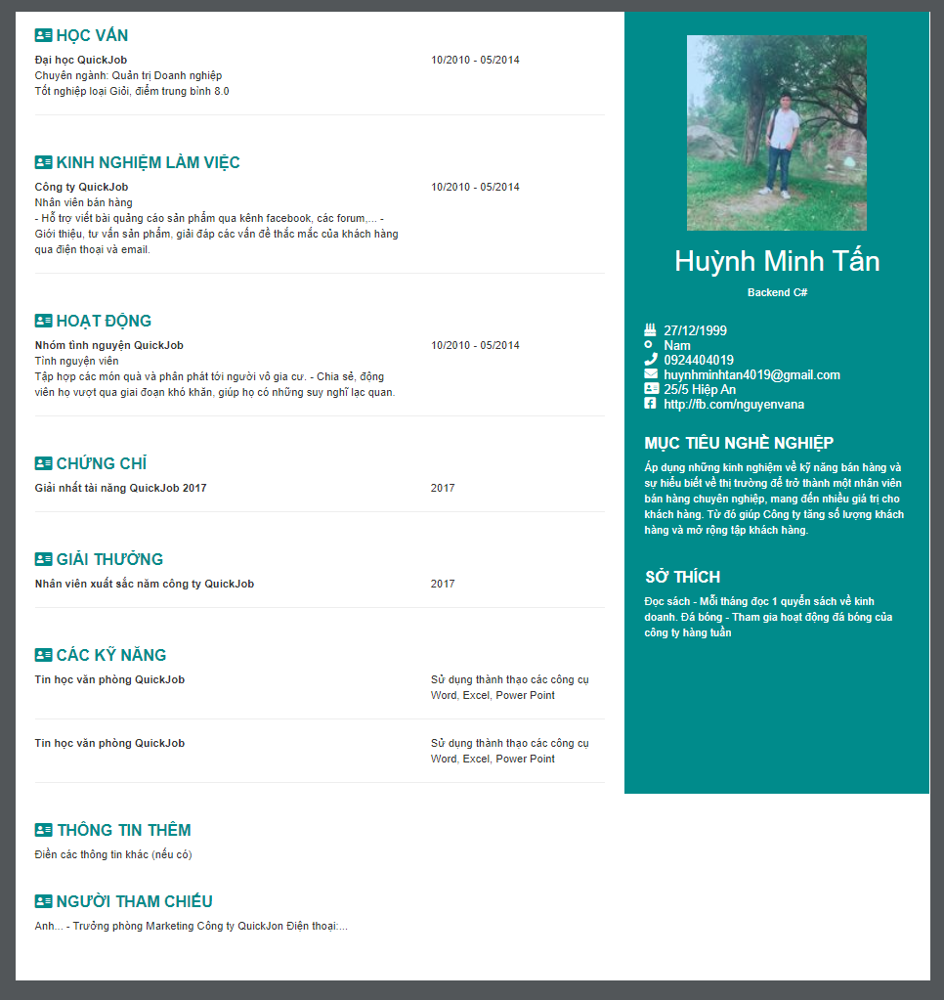 HỌC VẤN
Đại học QuickJob 10/2010 - 05/2014
Chuyên ngành: Quản trị Doanh nghiệp
Tốt nghiệp loại Giỏi, điểm trung bình 8.0
KINH NGHIỆM LÀM VIỆC
Công ty QuickJob 10/2010 - 05/2014
Nhân viên bán hàng
- Hỗ trợ viết bài quảng cáo sản phẩm qua kênh facebook, các forum,... -
Giới thiệu, tư vấn sản phẩm, giải đáp các vấn đề thắc mắc của khách hàng
qua điện thoại và email.
HOẠT ĐỘNG
Nhóm tình nguyện QuickJob 10/2010 - 05/2014
Tình nguyện viên
Tập hợp các món quà và phân phát tới người vô gia cư. - Chia sẻ, động
viên họ vượt qua giai đoạn khó khăn, giúp họ có những suy nghĩ lạc quan.
CHỨNG CHỈ
Giải nhất tài năng QuickJob 2017 2017
GIẢI THƯỞNG
Nhân viên xuất sắc năm công ty QuickJob 2017
CÁC KỸ NĂNG
Tin học văn phòng QuickJob Sử dụng thành thạo các công cụ
Word, Excel, Power Point
Tin học văn phòng QuickJob Sử dụng thành thạo các công cụ
Word, Excel, Power Point
THÔNG TIN THÊM
Điền các thông tin khác (nếu có)
NGƯỜI THAM CHIẾU
Anh... - Trưởng phòng Marketing Công ty QuickJon Điện thoại:...
Huỳnh Minh Tấn
Backend C#
27/12/1999
Nam
0924404019
huynhminhtan4019@gmail.com
25/5 Hiệp An
http://fb.com/nguyenvana
MỤC TIÊU NGHỀ NGHIỆP
Áp dụng những kinh nghiệm về kỹ năng bán hàng và
sự hiểu biết về thị trường để trở thành một nhân viên
bán hàng chuyên nghiệp, mang đến nhiều giá trị cho
khách hàng. Từ đó giúp Công ty tăng số lượng khách
hàng và mở rộng tập khách hàng.
SỞ THÍCH
Đọc sách - Mỗi tháng đọc 1 quyển sách về kinh
doanh. Đá bóng - Tham gia hoạt động đá bóng của
công ty hàng tuần